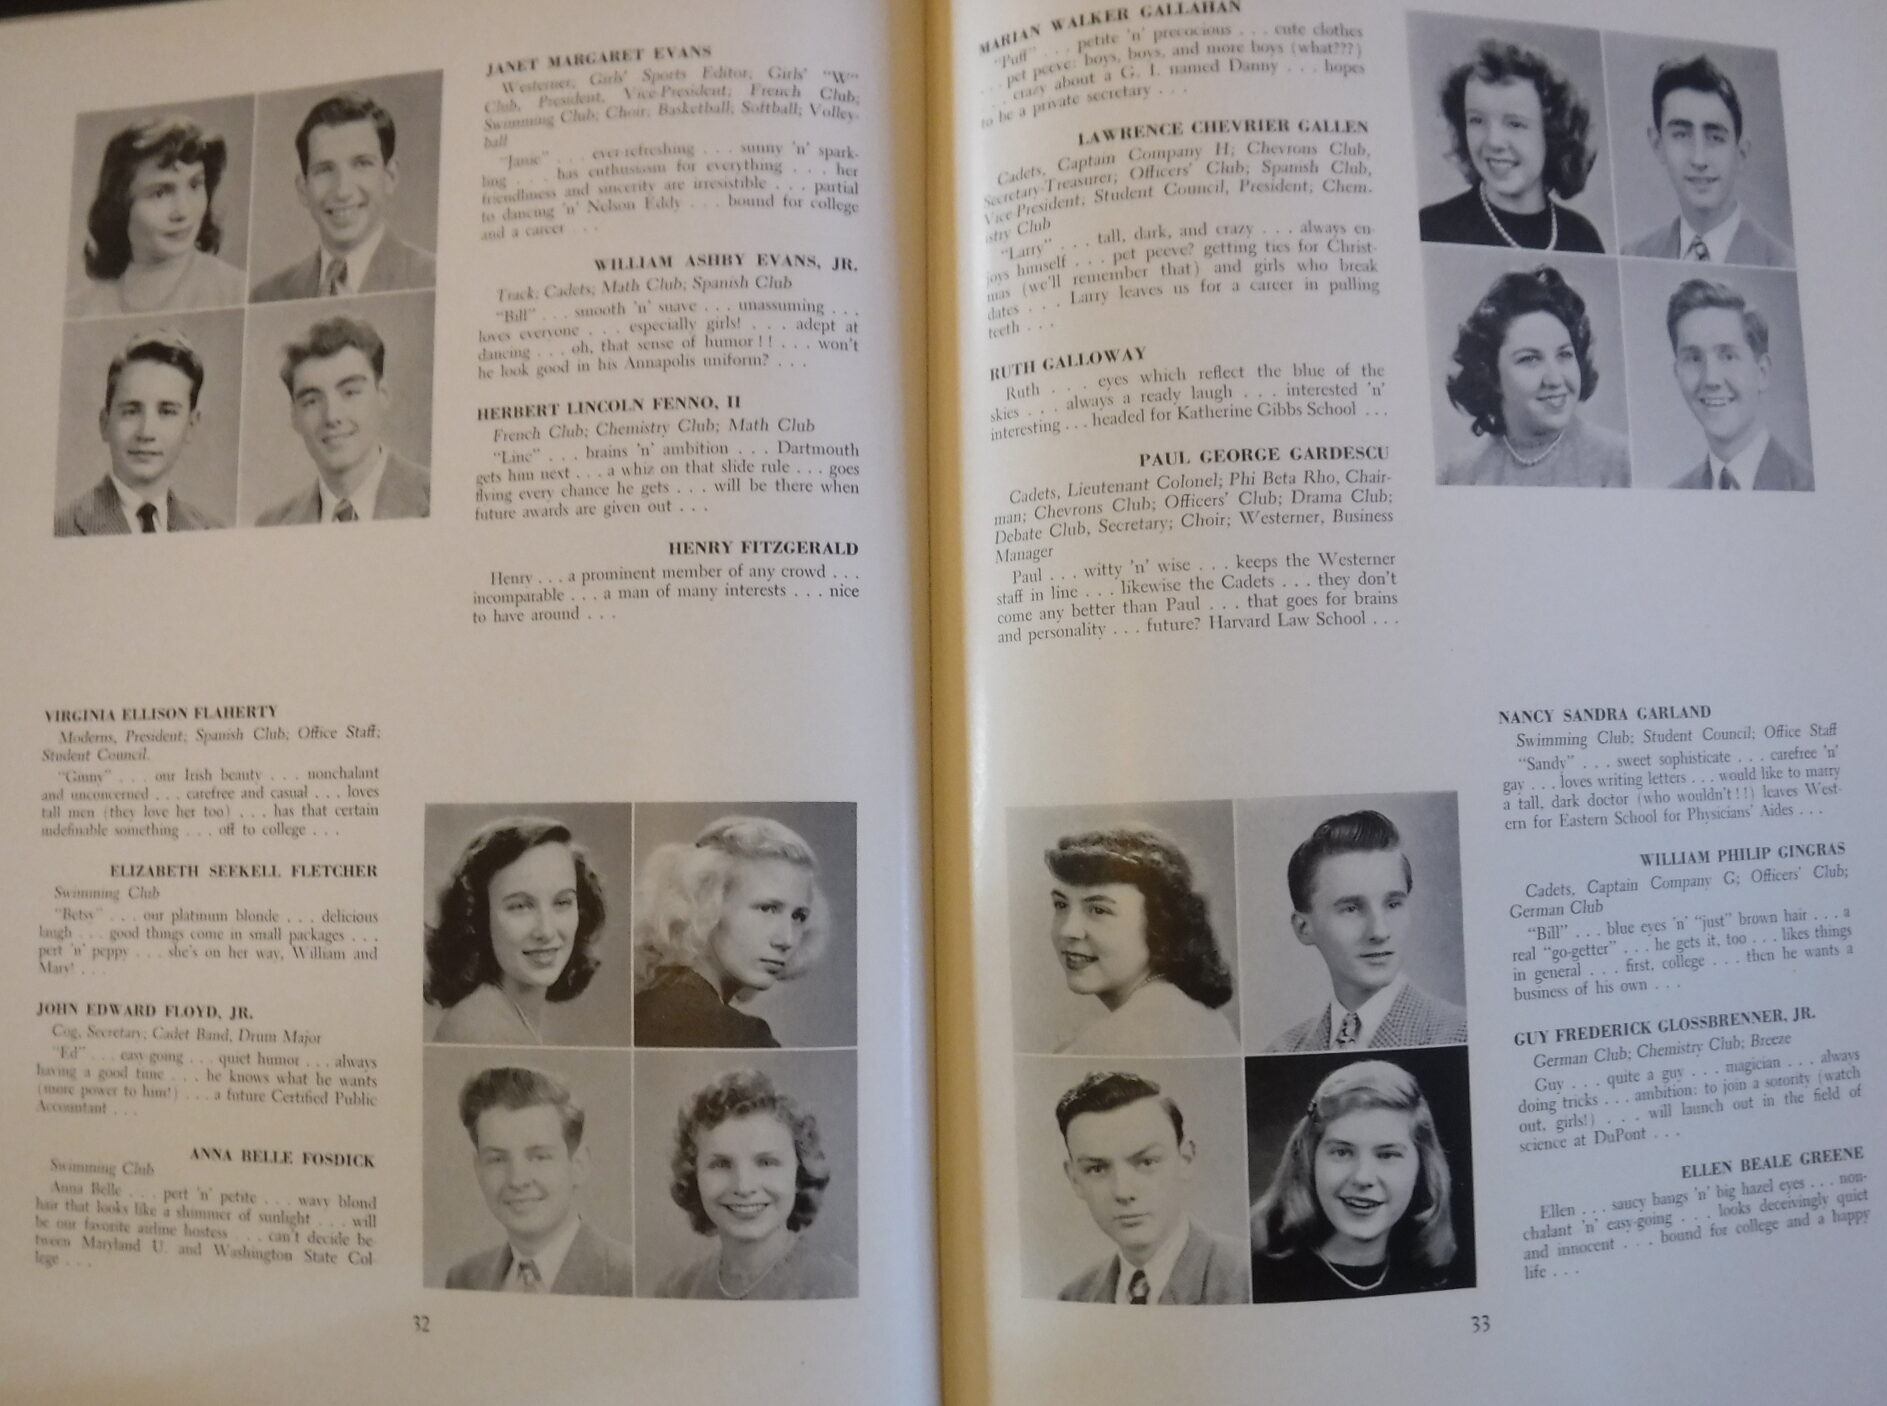 JANET MARGARET EVANS
Westerner, Girls' Sports Editor, Girls' "W"
Club, President, Vice-President; French Club;
Swimming Club; Choir; Basketball; Softball; Volley-
ball
"Janie" . . . ever-refreshing . . . sunny 'n' spark-
ling . . . has enthusiasm for everything . . . her
friendliness and sincerity are irresistible . . . partial
to dancing 'n' Nelson Eddy . . . bound for college
and a career . . .
WILLIAM ASHBY EVANS, JR.
Track; Cadets; Math Club; Spanish Club
"Bill" . . . smooth 'n' suave . . . unassuming . . .
loves everyone . . . especially girls! . . . adept at
dancing . . . oh, that sense of humor!! . . . won't
he look good in his Annapolis uniform? . . .
HERBERT LINCOLN FENNO, II
French Club; Chemistry Club; Math Club
"Linc" . . . brains 'n' ambition . . . Dartmouth
gets him next . . . a whiz on that slide rule . . . goes
flying every chance he gets . . . will be there when
future awards are given out . . .
HENRY FITZGERALD
Henry . . . a prominent member of any crowd . . .
incomparable . . . a man of many interests . . . nice
to have around . . .
VIRGINIA ELLISON FLAHERTY
Moderns, President; Spanish Club; Office Staff;
Student Council.
"Ginny" . . . our Irish beauty . . . nonchalant
and unconcerned . . . carefree and casual . . . loves
tall men (they love her too) . . . has that certain
indefinable something . . . off to college . . .
ELIZABETH SEEKELL FLETCHER
Swimming Club
"Betsy" . . . our platinum blonde . . . delicious
laugh . . . good things come in small packages . . .
pert 'n' peppy . . . she's on her way, William and
Mary! . . .
JOHN EDWARD FLOYD, JR.
Cog, Secretary; Cadet Band, Drum Major
"Ed" . . . easy going . . . quiet humor . . . always
having a good time . . . he knows what he wants
(more power to him!) . . . a future Certified Public
Accountant . . .
ANNA BELLE FOSDICK
Swimming Club
Anna Belle . . . pert 'n' petite . . . wavy blond
hair that looks like a shimmer of sunlight . . . will
be our favorite airline hostess . . . can't decide be-
tween Maryland U. and Washington State Col-
lege . . .
32
MARIAN WALKER GALLAHAN
"Puff" . . . petite 'n' precocious . . . cute clothes
. . . pet peeve: boys, boys, and more boys (what???)
. . . crazy about a G. I. named Danny . . . hopes
to be a private secretary . . .
LAWRENCE CHEVRIER GALLEN
Cadets, Captain Company H; Chevrons Club,
Secretary-Treasurer; Officers' Club; Spanish Club,
Vice President; Student Council, President; Chem-
istry Club
"Larry" . . . tall, dark, and crazy . . . always en-
joys himself . . . pet peeve? getting ties for Christ-
mas (we'll remember that) and girls who break
dates . . . Larry leaves us for a career in pulling
teeth . . .
RUTH GALLOWAY
Ruth . . . eyes which reflect the blue of the
skies . . . always a ready laugh . . . interested 'n'
interesting . . . headed for Katherine Gibbs School . . .
PAUL GEORGE GARDESCU
Cadets, Lieutenant Colonel; Phi Beta Rho, Chair-
man; Chevrons Club; Officers' Club; Drama Club;
Debate Club, Secretary; Choir; Westerner, Business
Manager
Paul . . . witty 'n' wise . . . keeps the Westerner
staff in line . . . likewise the Cadets . . . they don't
come any better than Paul . . . that goes for brains
and personality . . . future? Harvard Law School . . .
NANCY SANDRA GARLAND
Swimming Club; Student Council; Office Staff
"Sandy" . . . sweet sophisticate . . . carefree 'n'
gay . . . loves writing letters . . . would like to marry
a tall, dark doctor (who wouldn't!!) leaves West-
ern for Eastern School for Physicians' Aides . . .
WILLIAM PHILIP GINGRAS
Cadets, Captain Company G; Officers' Club;
German Club
"Bill" . . . blue eyes 'n' "just" brown hair . . . a
real "go-getter" . . . he gets it, too . . . likes things
in general . . . first, college . . . then he wants a
business of his own . . .
GUY FREDERICK GLOSSBRENNER, JR.
German Club; Chemistry Club; Breeze
Guy . . . quite a guy . . . magician . . . always
doing tricks . . . ambition: to join a sorority (watch
out, girls!) . . . will launch out in the field of
science at DuPont . . .
ELLEN BEALE GREENE
Ellen . . . saucy bangs 'n' big hazel eyes . . . non-
chalant 'n' easy-going . . . looks deceivingly quiet
and innocent . . . bound for college and a happy
life . . .
33